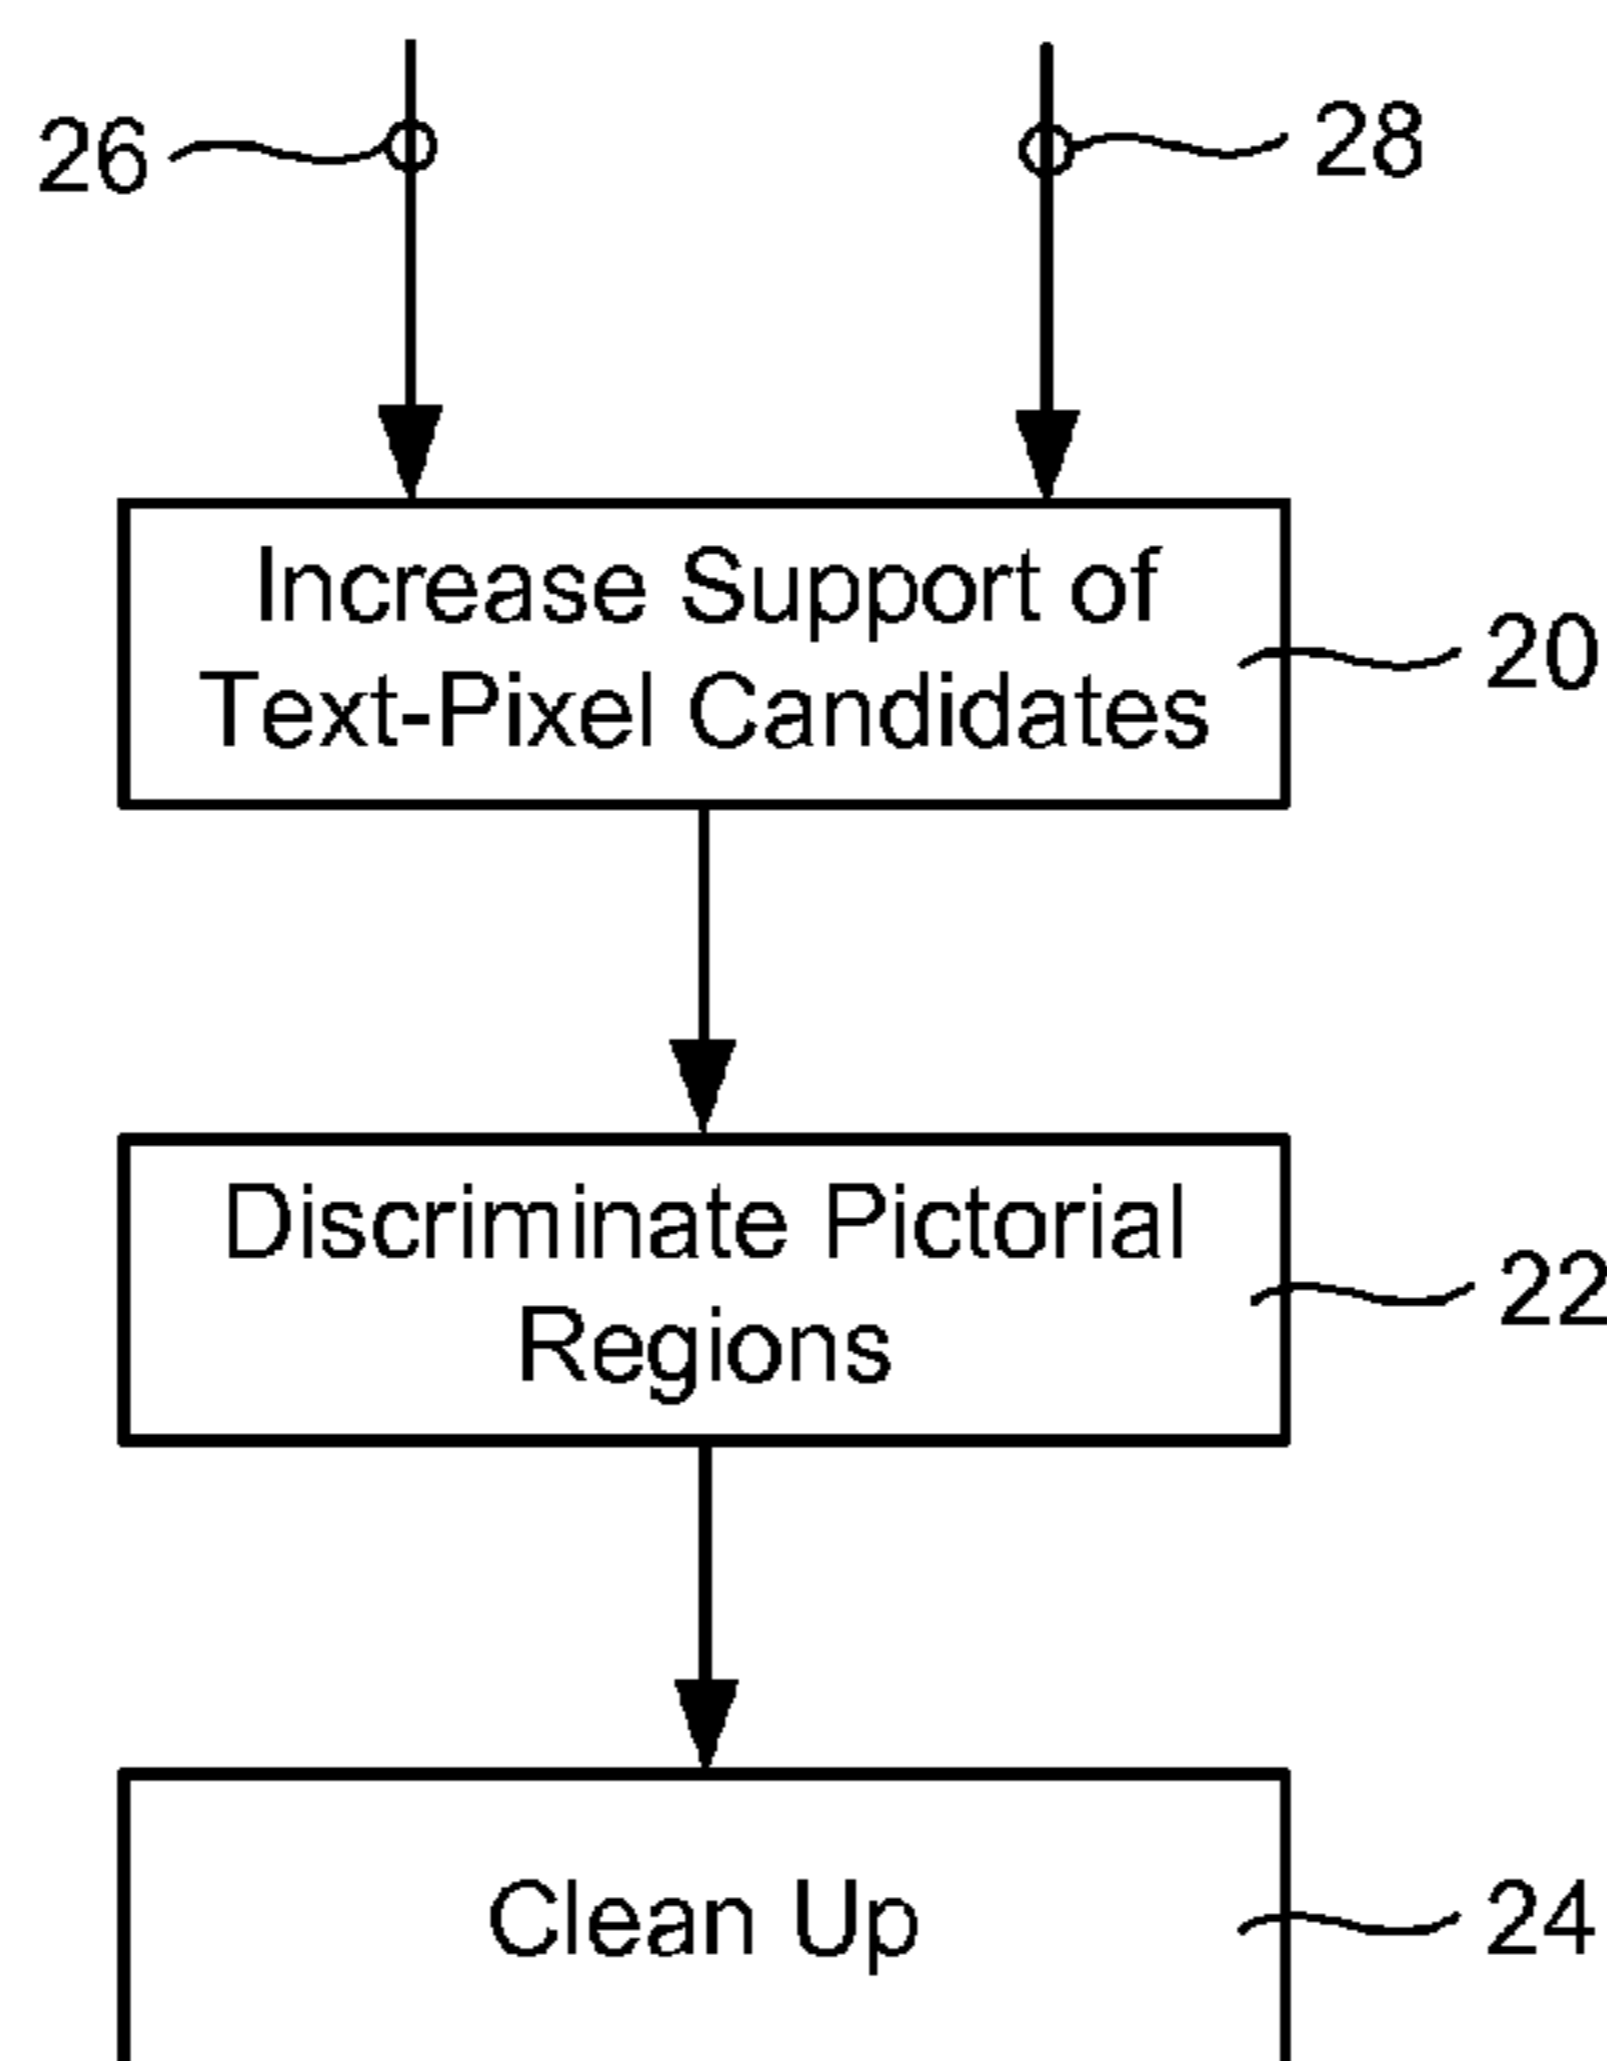 26
28
Increase Support of
Text-Pixel Candidates
20
Discriminate Pictorial
Regions
22
Clean Up
24